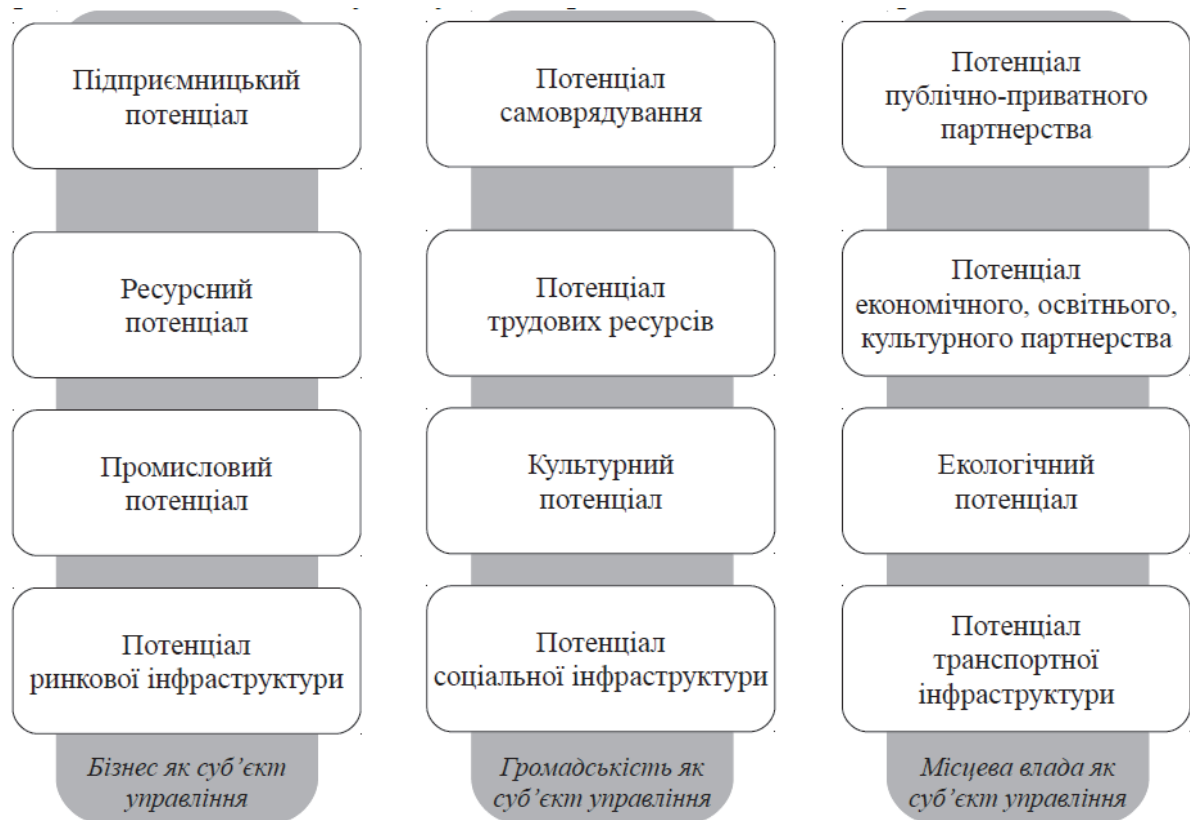 Підприємницький
потенціал
Ресурсний
потенціал
Промисловий
потенціал
Потенціал
ринкової інфраструктури
Бізнес як суб’єкт
управління
Потенціал
самоврядування
Потенціал
трудових ресурсів
Культурний
потенціал
Потенціал
соціальної інфраструктури
Громадськість як
суб’єкт управління
Потенціал
публічно-приватного
партнерства
Потенціал
економічного, освітнього,
культурного партнерства
Екологічний
потенціал
Потенціал
транспортної
інфраструктури
Місцева влада як
суб’єкт управління